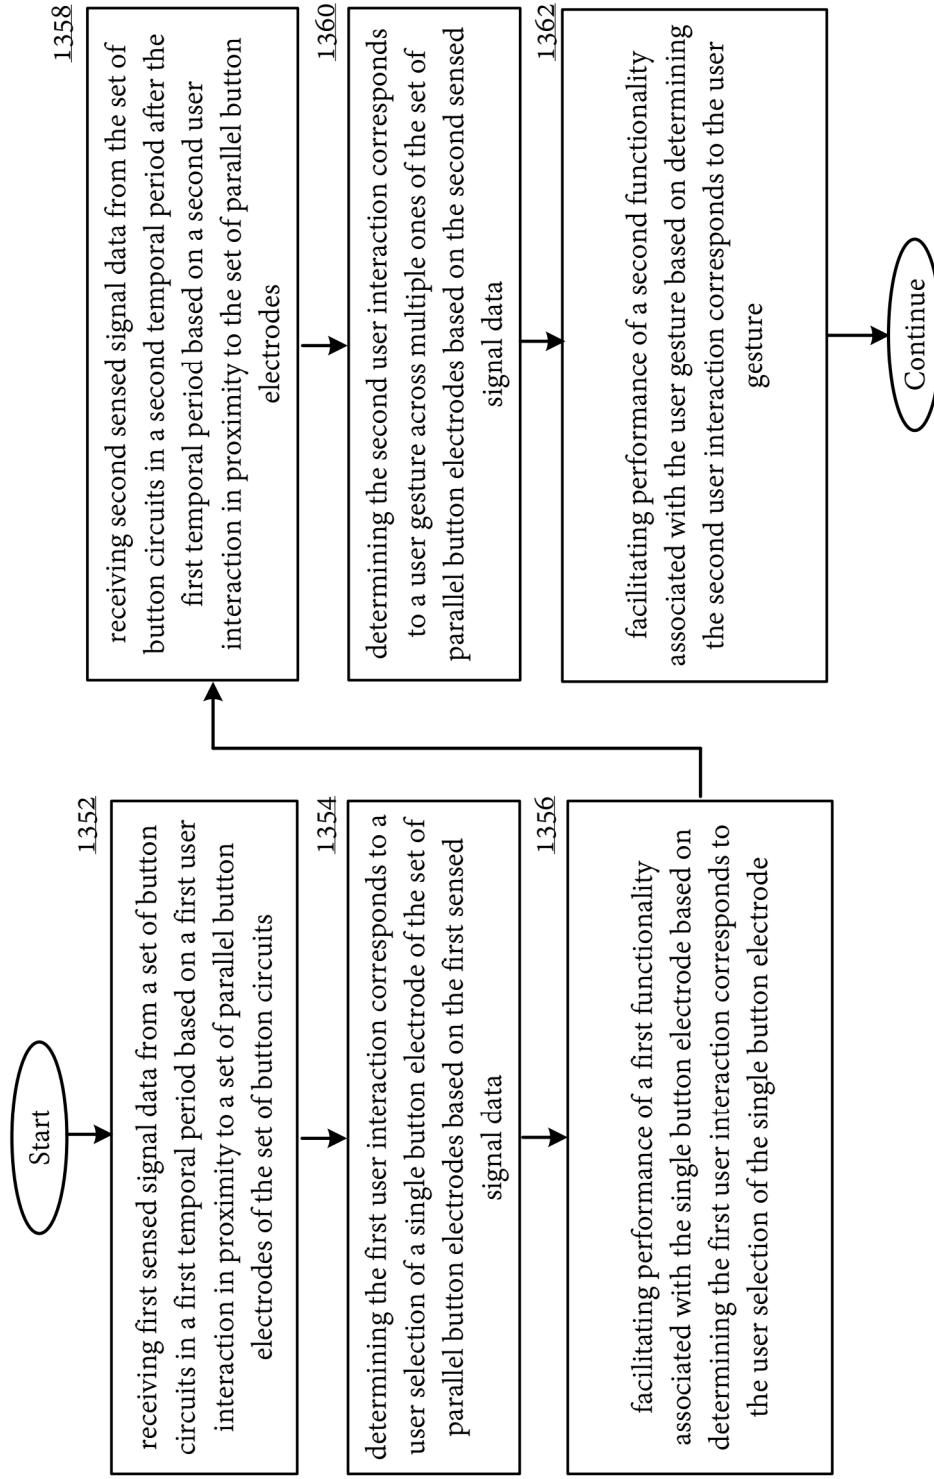 Start
1352
receiving first sensed signal data from a set of button
circuits in a first temporal period based on a first user
interaction in proximity to a set of parallel button
electrodes of the set of button circuits
1354
determining the first user interaction corresponds to a
user selection of a single button electrode of the set of
parallel button electrodes based on the first sensed
signal data
1356
facilitating performance of a first functionality
associated with the single button electrode based on
determining the first user interaction corresponds to
the user selection of the single button electrode
1358
receiving second sensed signal data from the set of
button circuits in a second temporal period after the
first temporal period based on a second user
interaction in proximity to the set of parallel button
electrodes
1360
determining the second user interaction corresponds
to a user gesture across multiple ones of the set of
parallel button electrodes based on the second sensed
signal data
1362
facilitating performance of a second functionality
associated with the user gesture based on determining
the second user interaction corresponds to the user
gesture
Continue